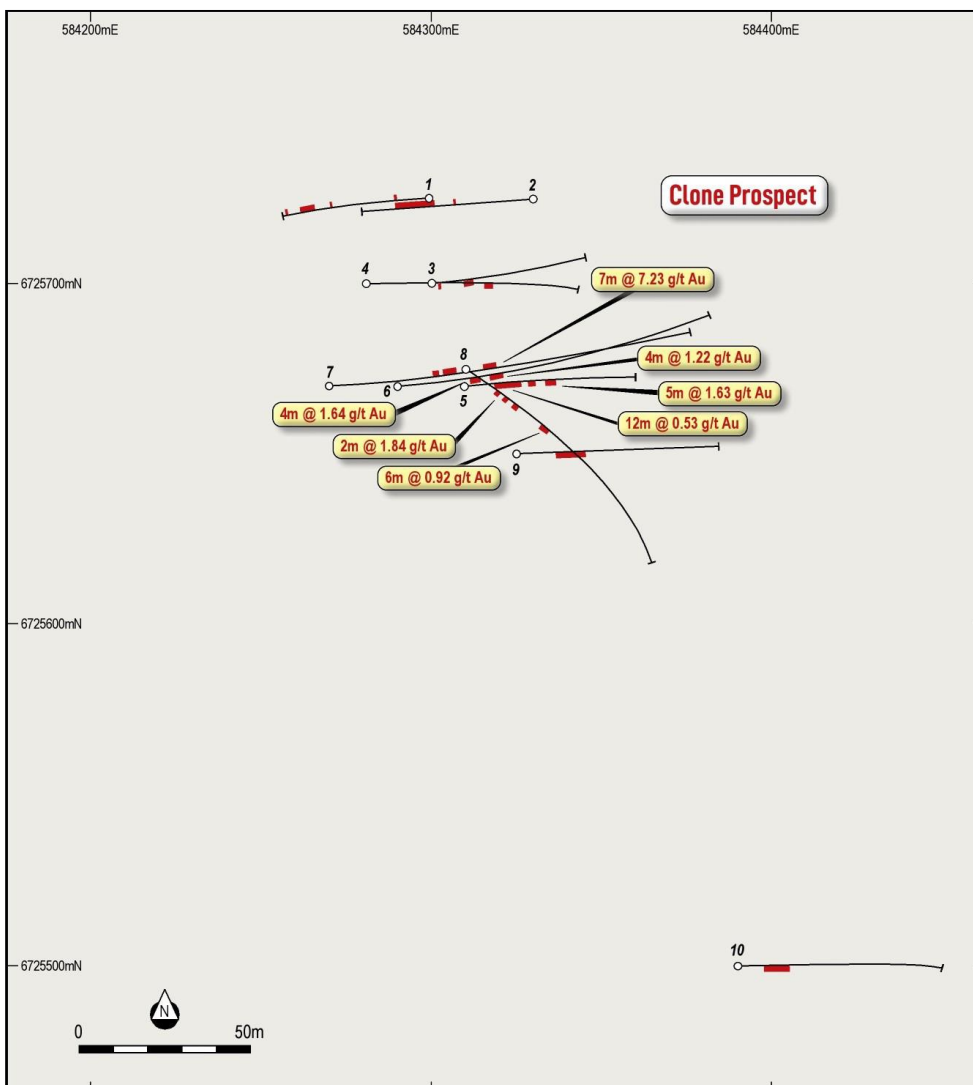 584200mE
584300mE
584400mE
Clone Prospect
1
2
4
3
6725700mN
7m @ 7.23 g/t Au
8
4m @ 1.22 g/t Au
7
6
5
5m @ 1.63 g/t Au
4m @ 1.64 g/t Au
12m @ 0.53 g/t Au
2m @ 1.84 g/t Au
9
6m @ 0.92 g/t Au
6725600mN
10
6725500mN
N
0
50m